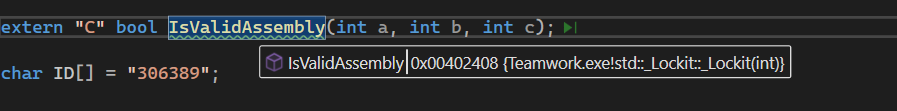 extern "C" bool IsValidAssembly(int a, int b, int c);
IsValidAssembly 0x00402408 {Teamwork.exe!std::_Lockit::_Lockit(int)}
char ID[] = "306389";